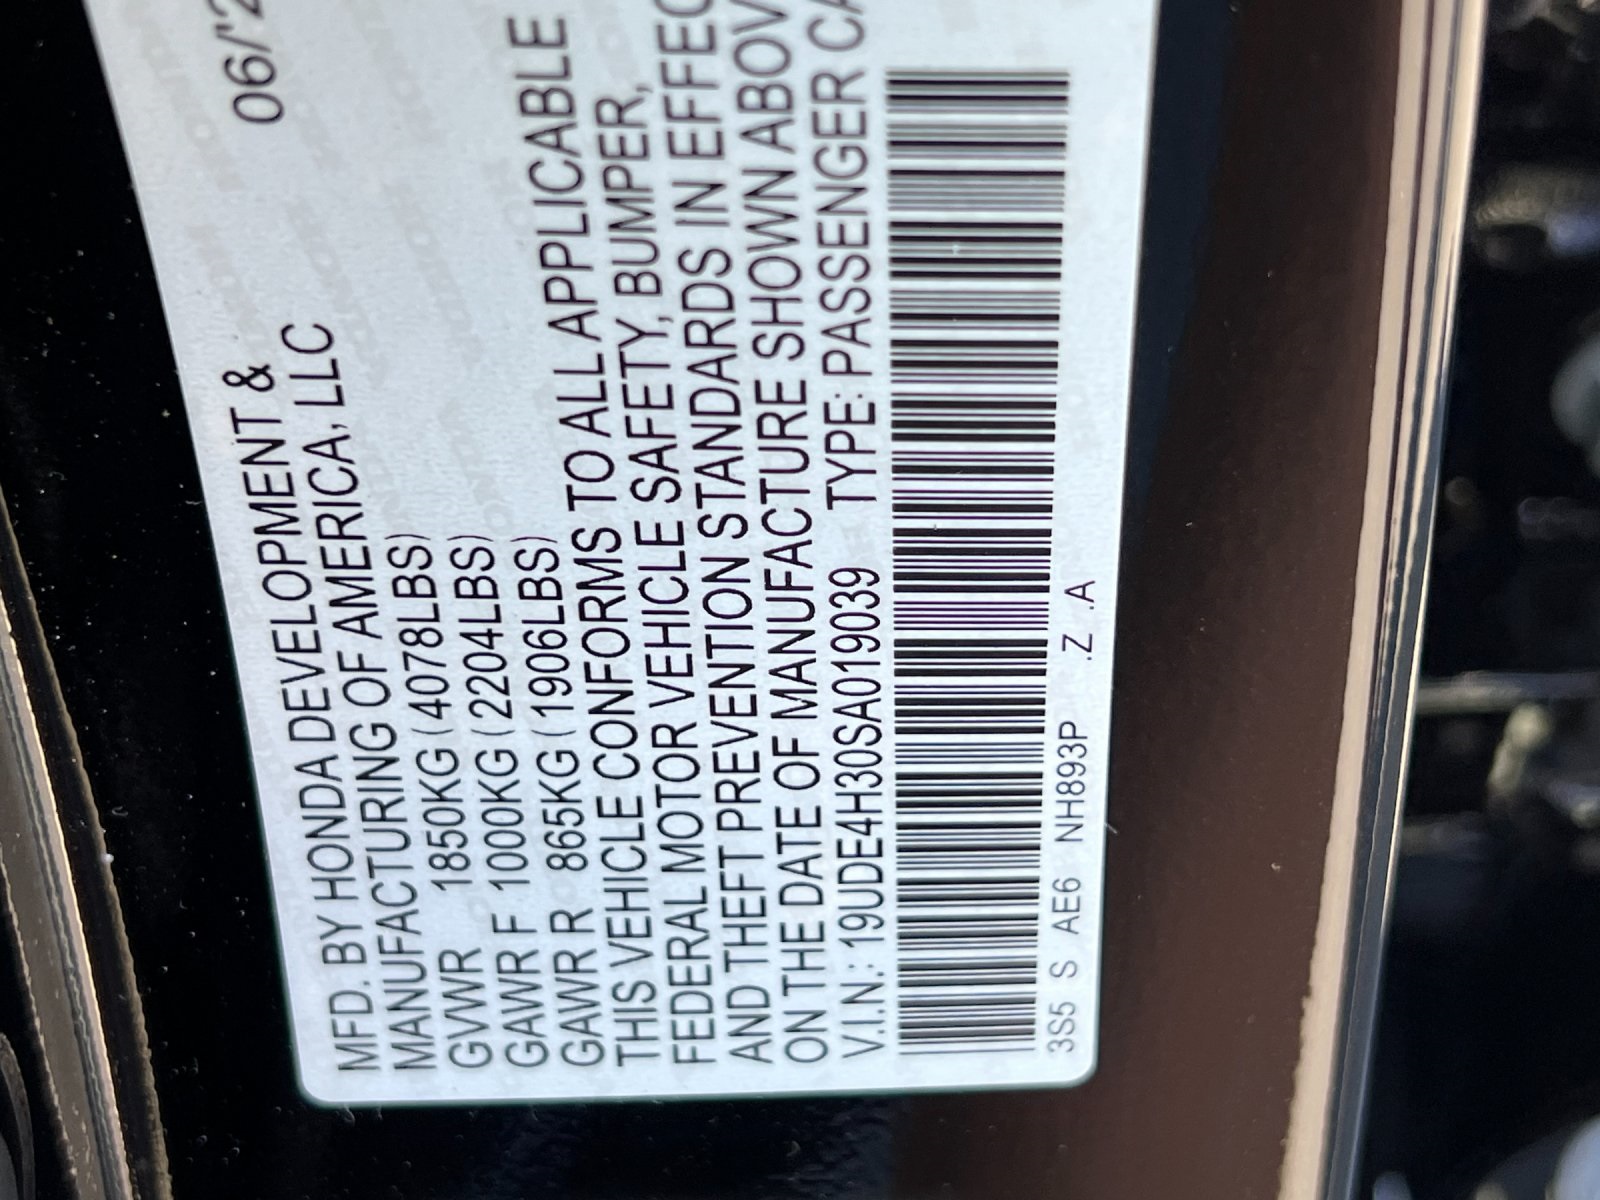 06/'2
MFD. BY HONDA DEVELOPMENT &
MANUFACTURING OF AMERICA, LLC
GVWR 1850KG (4078LBS)
GAWR F 1000KG (2204LBS)
GAWR R 865KG (1906LBS)
THIS VEHICLE CONFORMS TO ALL APPLICABLE
FEDERAL MOTOR VEHICLE SAFETY, BUMPER,
AND THEFT PREVENTION STANDARDS IN EFFEC
ON THE DATE OF MANUFACTURE SHOWN ABOV
V.I.N.: 19UDE4H30SA019039 TYPE: PASSENGER CA
3S5 S AE6 NH893P .Z .A